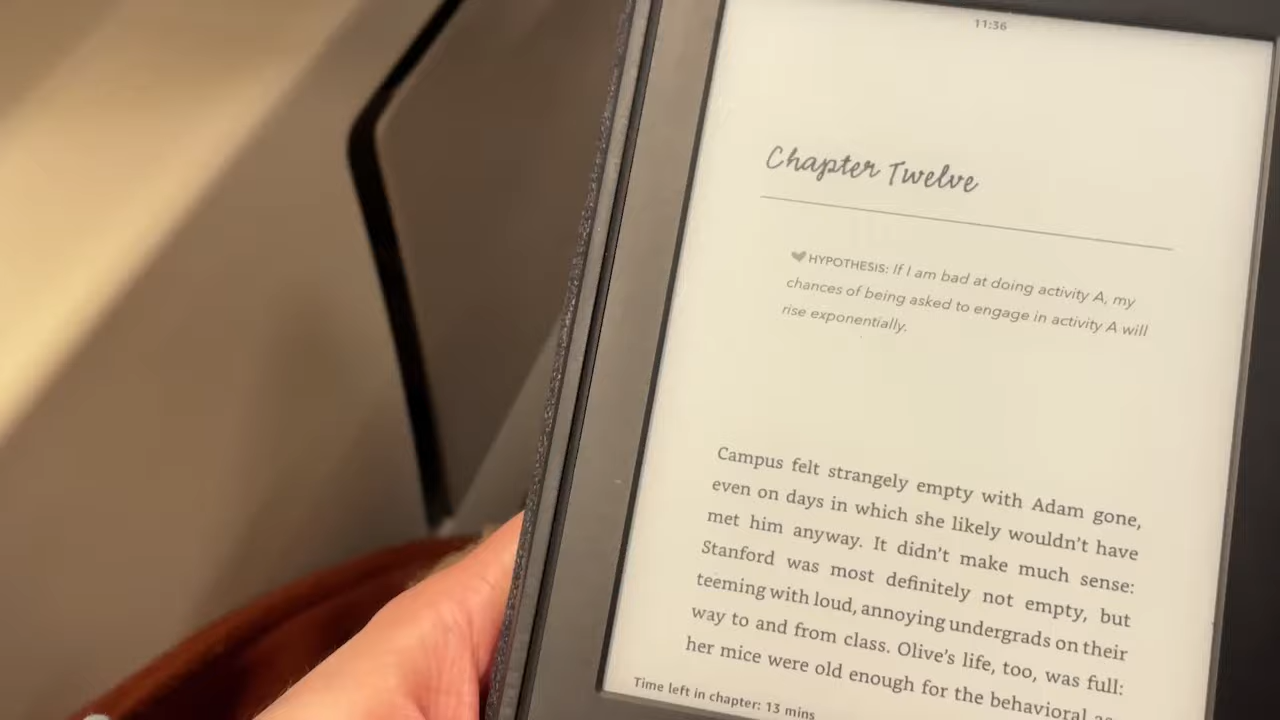 11:36
Chapter Twelve
HYPOTHESIS: If I am bad at doing activity A, my
chances of being asked to engage in activity A will
rise exponentially.
Campus felt strangely empty with Adam gone,
even on days in which she likely wouldn't have
met him anyway. It didn't make much sense:
Stanford was most definitely not empty, but
teeming with loud, annoying undergrads on their
way to and from class. Olive's life, too, was full:
her mice were old enough for the behavioral
Time left in chapter: 13 mins